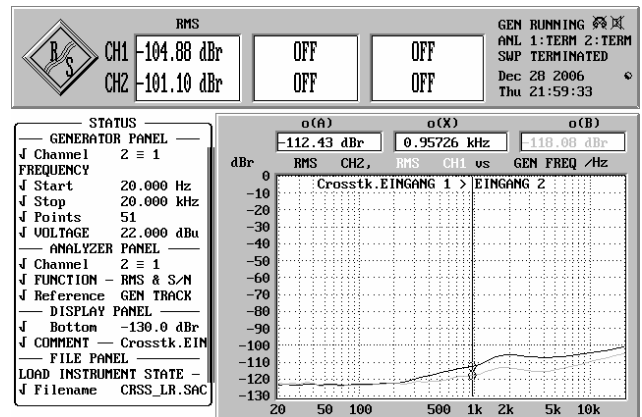 RMS
R
S
CH1 -104.88 dBr OFF OFF
CH2 -101.10 dBr OFF OFF
GEN RUNNING
ANL 1:TERM 2:TERM
SWP TERMINATED
Dec 28 2006
Thu 21:59:33
STATUS
GENERATOR PANEL
Channel 2 ≡ 1
FREQUENCY
Start 20.000 Hz
Stop 20.000 kHz
Points 51
VOLTAGE 22.000 dBu
ANALYZER PANEL
Channel 2 ≡ 1
FUNCTION - RMS & S/N
Reference GEN TRACK
DISPLAY PANEL
Bottom -130.0 dBr
COMMENT — Crosstk.EIN
FILE PANEL
LOAD INSTRUMENT STATE -
Filename CRSS_LR.SAC
o(A) o(X) o(B)
-112.43 dBr 0.95726 kHz -118.08 dBr
dBr RMS CH2, RMS CH1 vs GEN FREQ /Hz
Crosstk.EINGANG 1 > EINGANG 2
0
-10
-20
-30
-40
-50
-60
-70
-80
-90
-100
-110
-120
-130
20 50 100 500 1k 2k 5k 10k